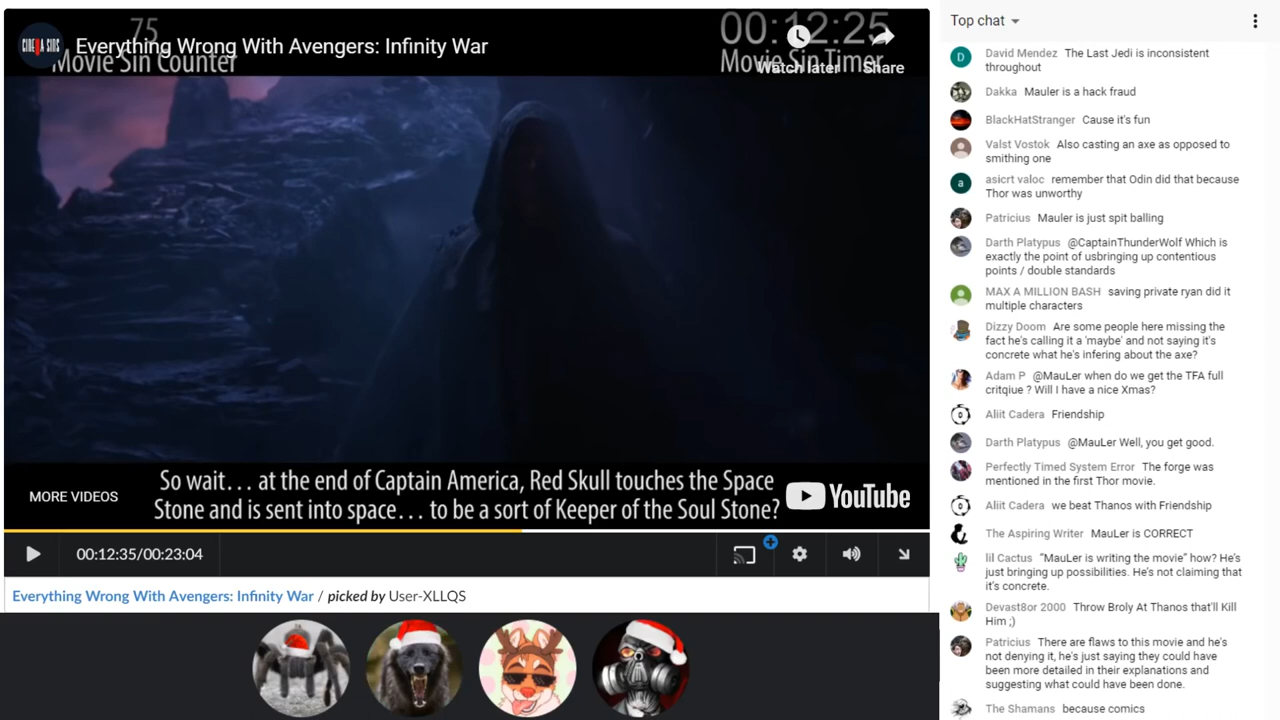 75
00:12:25
CINEMA SINS
Everything Wrong With Avengers: Infinity War
Movie Sin Counter
Movie Sin Timer
Watch later
Share
So wait... at the end of Captain America, Red Skull touches the Space
Stone and is sent into space... to be a sort of Keeper of the Soul Stone?
MORE VIDEOS
YouTube
00:12:35/00:23:04
Everything Wrong With Avengers: Infinity War / picked by User-XLLQS
Top chat
D
David Mendez The Last Jedi is inconsistent
throughout
Dakka Mauler is a hack fraud
BlackHatStranger Cause it's fun
Valst Vostok Also casting an axe as opposed to
smithing one
a
asicrt valoc remember that Odin did that because
Thor was unworthy
Patricius Mauler is just spit balling
Darth Platypus @CaptainThunderWolf Which is
exactly the point of usbringing up contentious
points / double standards
MAX A MILLION BASH saving private ryan did it
multiple characters
Dizzy Doom Are some people here missing the
fact he's calling it a 'maybe' and not saying it's
concrete what he's infering about the axe?
Adam P @MauLer when do we get the TFA full
critqiue ? Will I have a nice Xmas?
Aliit Cadera Friendship
Darth Platypus @MauLer Well, you get good.
Perfectly Timed System Error The forge was
mentioned in the first Thor movie.
Aliit Cadera we beat Thanos with Friendship
The Aspiring Writer MauLer is CORRECT
lil Cactus “MauLer is writing the movie” how? He's
just bringing up possibilities. He's not claiming that
it's concrete.
Devast8or 2000 Throw Broly At Thanos that'll Kill
Him ;)
Patricius There are flaws to this movie and he's
not denying it, he's just saying they could have
been more detailed in their explanations and
suggesting what could have been done.
The Shamans because comics